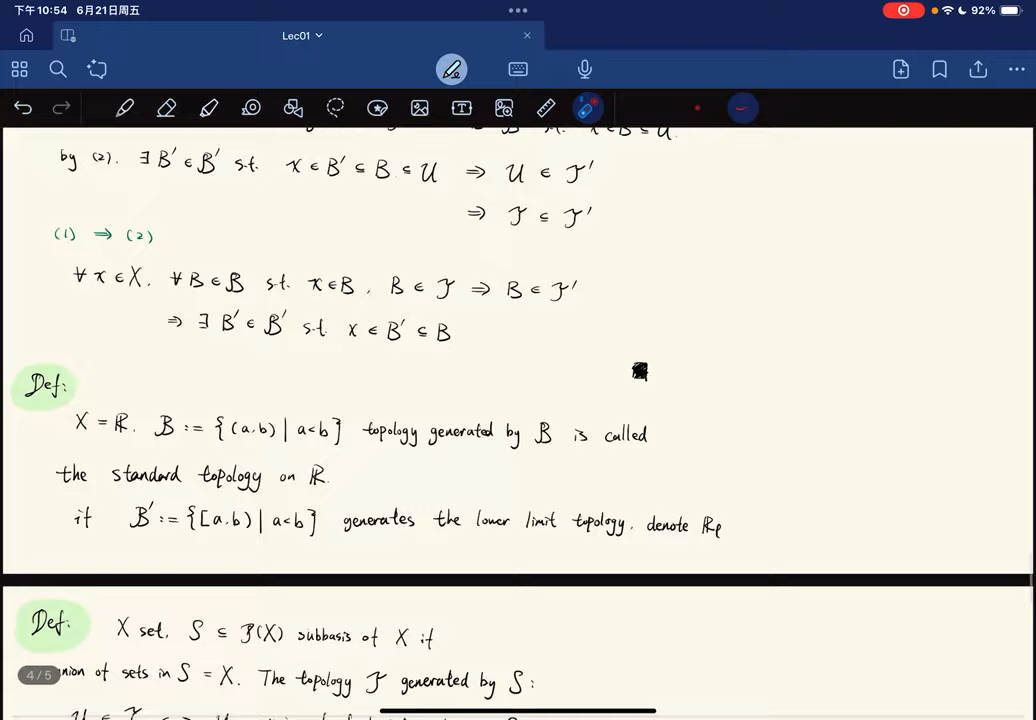 下午10:54 6月21日周五
92%
Lec01
x∈B⊆U.
by (2). ∃ B' ∈ 𝓑' s.t. x ∈ B' ⊆ B ⊆ U ⇒ U ∈ 𝒯'
⇒ 𝒯 ⊆ 𝒯'
(1) ⇒ (2)
∀ x ∈ X. ∀ B ∈ 𝓑 s.t. x ∈ B, B ∈ 𝒯 ⇒ B ∈ 𝒯'
⇒ ∃ B' ∈ 𝓑' s.t. x ∈ B' ⊆ B
Def:
X = ℝ. 𝓑 := {(a,b) | a<b} topology generated by 𝓑 is called
the standard topology on ℝ.
if 𝓑' := {[a,b) | a<b} generates the lower limit topology. denote ℝℓ
Def: X set. S ⊆ 𝒫(X) subbasis of X if
4/5 nion of sets in S = X. The topology 𝒯 generated by S: